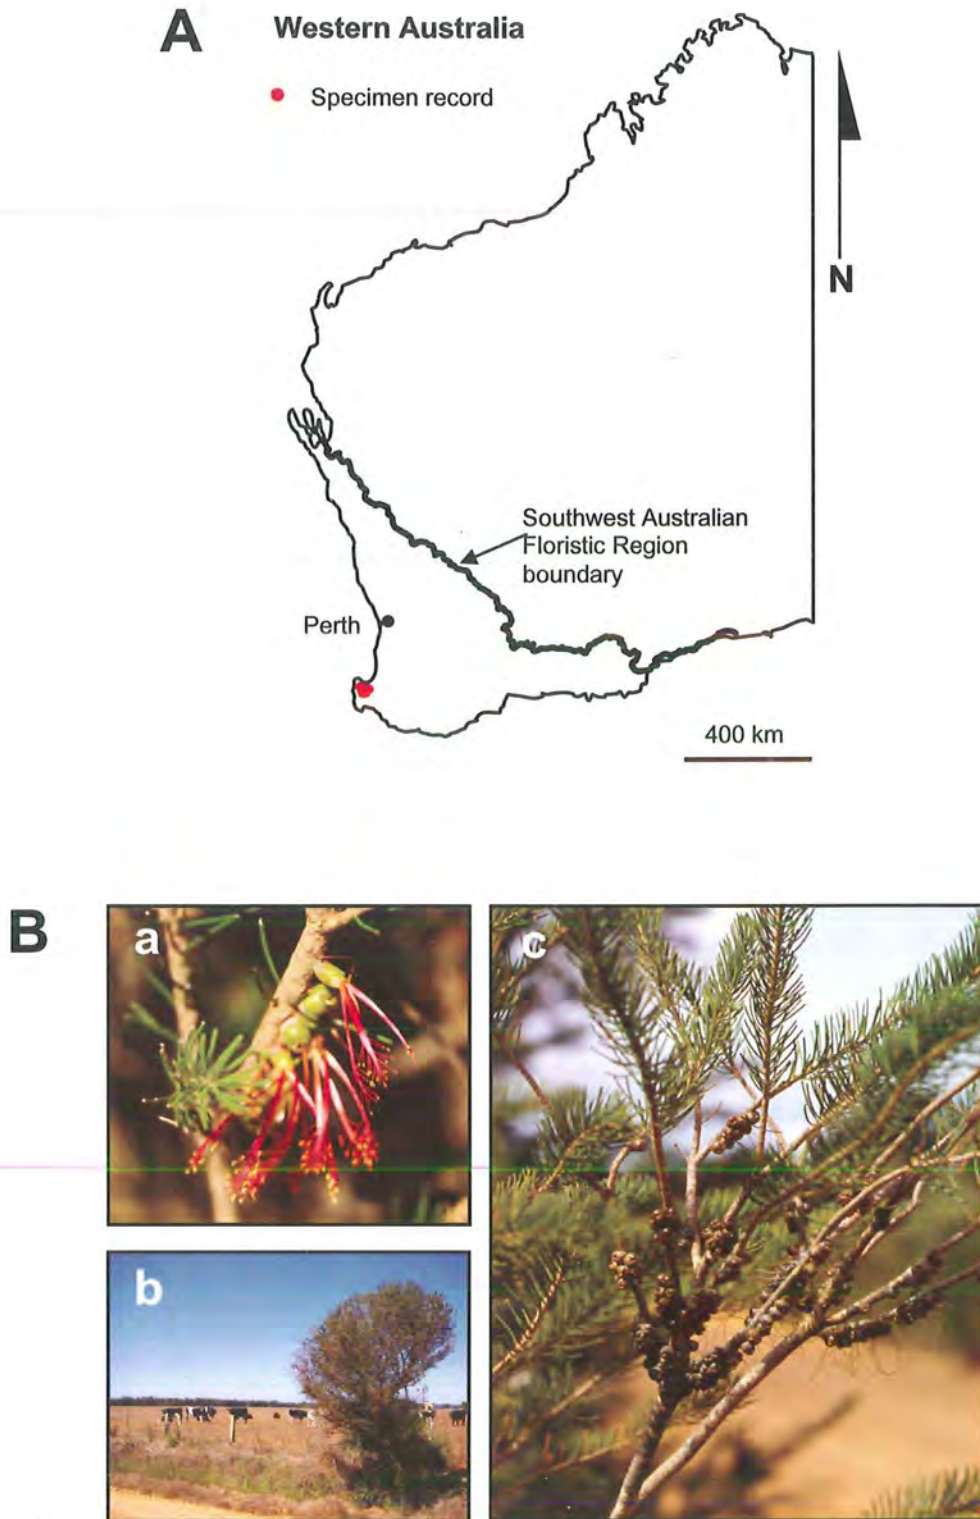 A
Western Australia
Specimen record
N
Southwest Australian
Floristic Region
boundary
Perth
400 km
B
a
b
c